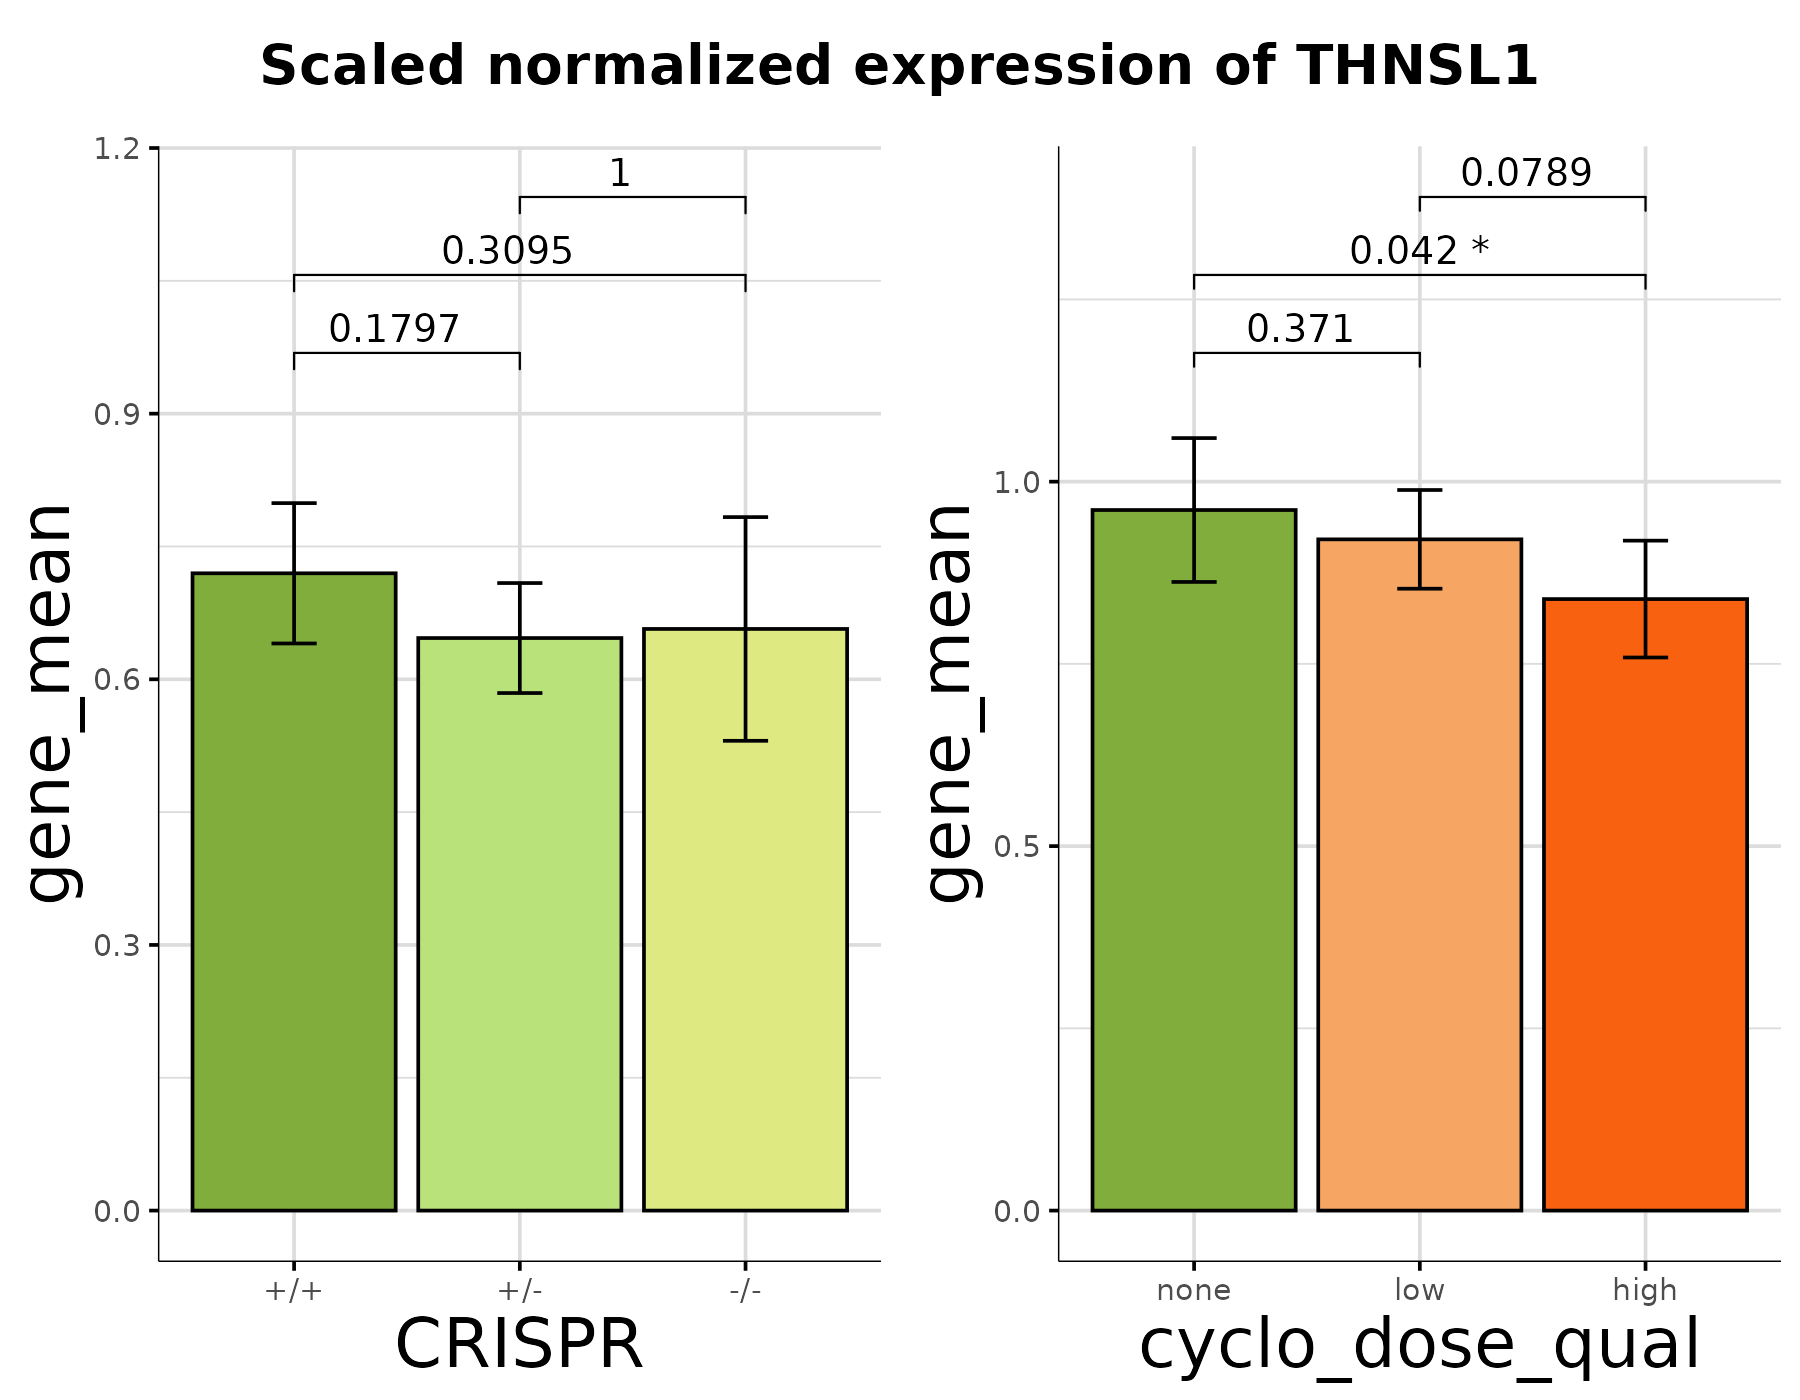 Scaled normalized expression of THNSL1
gene_mean
1.2
0.9
0.6
0.3
0.0
1
0.3095
0.1797
+/+ +/- -/-
CRISPR
gene_mean
1.0
0.5
0.0
0.0789
0.042 *
0.371
none low high
cyclo_dose_qual